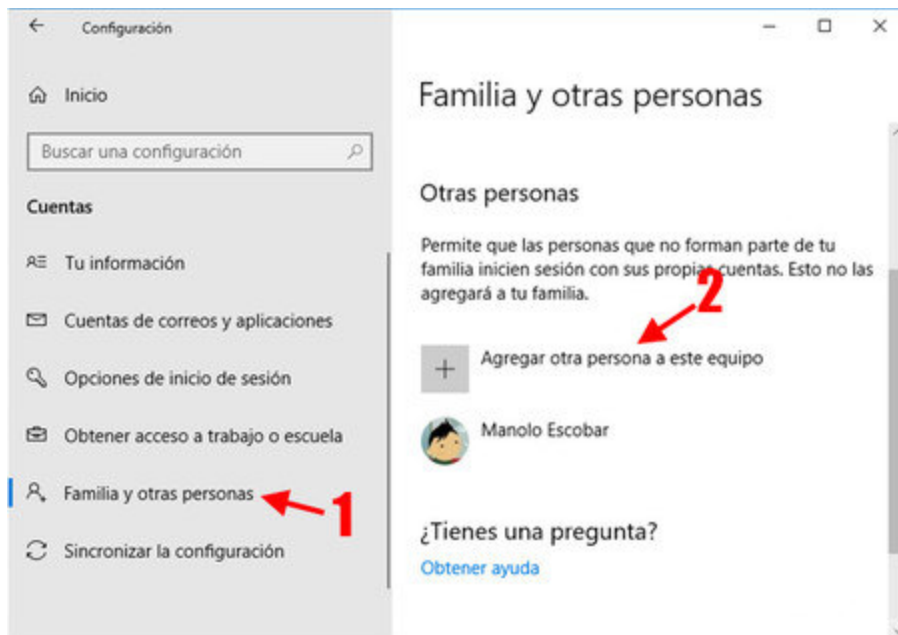 Configuración
Inicio
Buscar una configuración
Cuentas
Tu información
Cuentas de correos y aplicaciones
Opciones de inicio de sesión
Obtener acceso a trabajo o escuela
Familia y otras personas
1
Sincronizar la configuración
Familia y otras personas
Otras personas
Permite que las personas que no forman parte de tu
familia inicien sesión con sus propias cuentas. Esto no las
agregará a tu familia.
2
Agregar otra persona a este equipo
Manolo Escobar
¿Tienes una pregunta?
Obtener ayuda